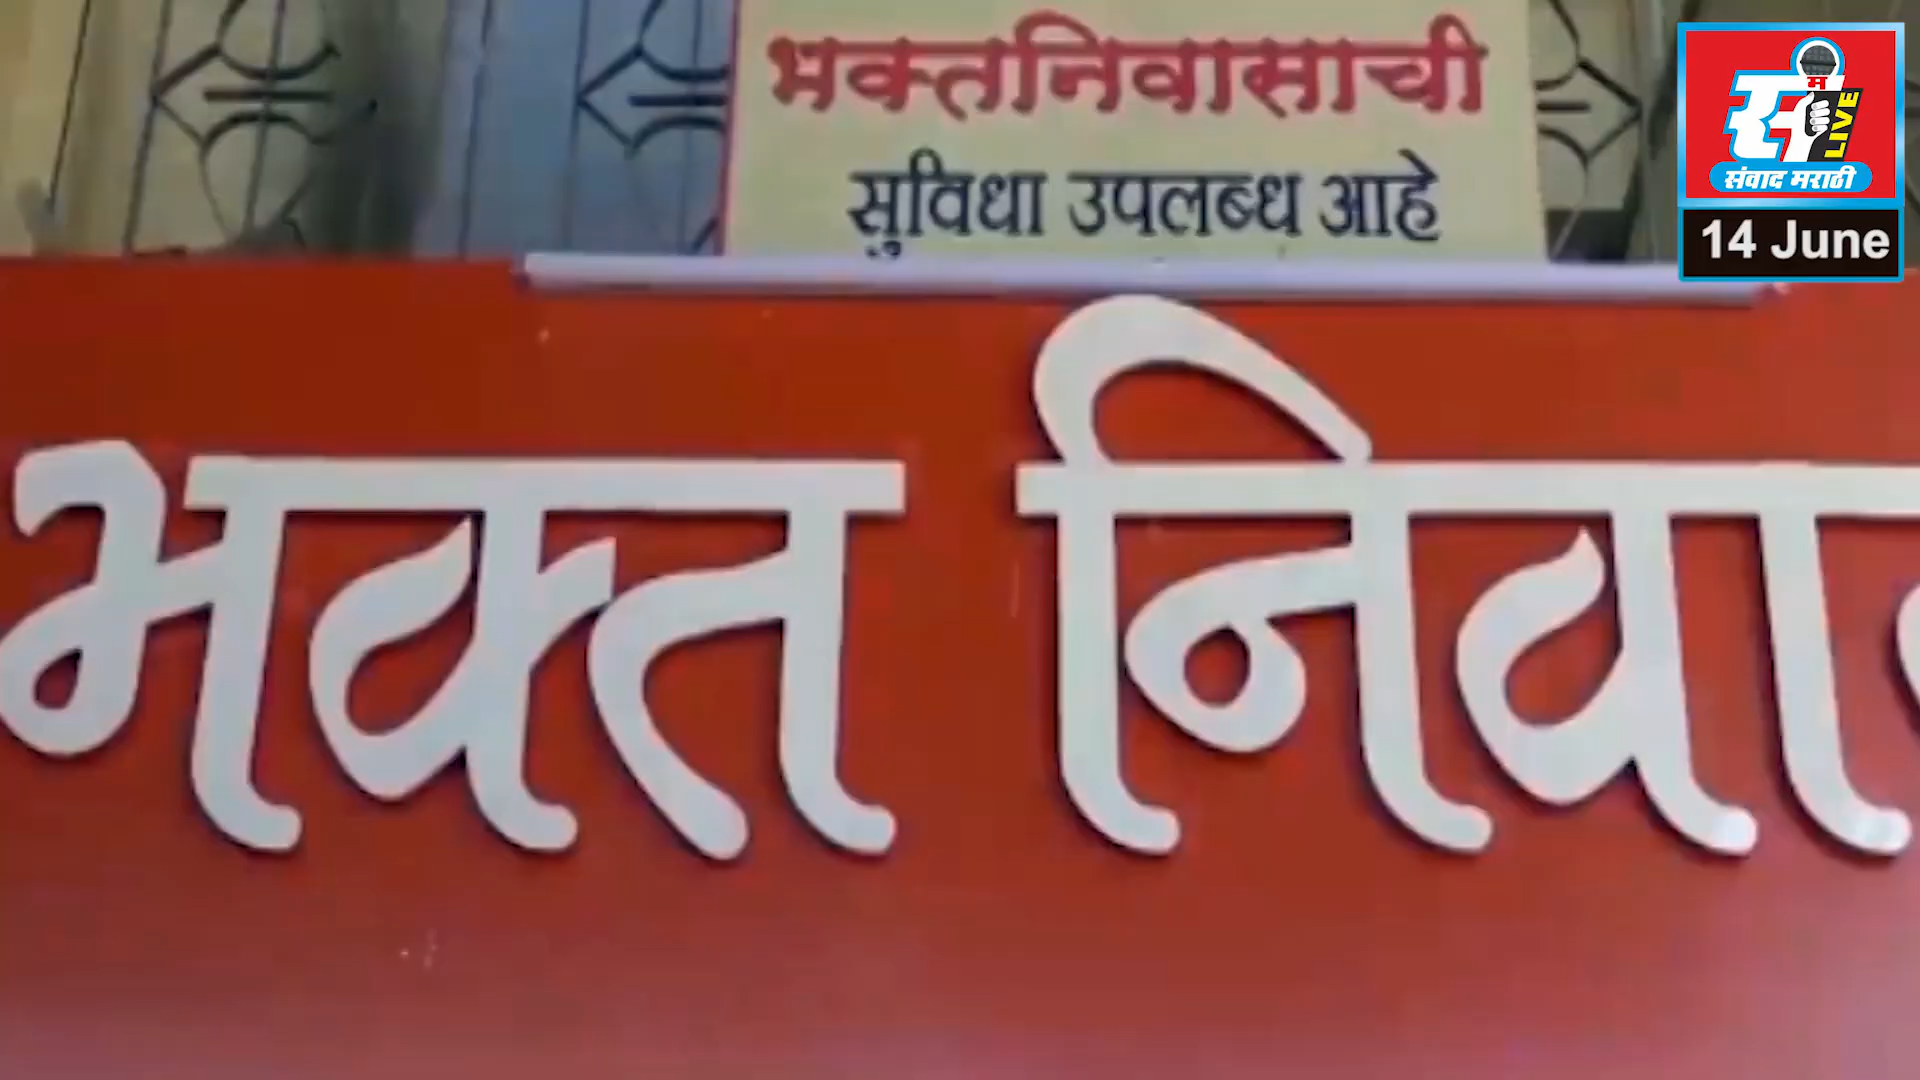 भक्तनिवासाची
सुविधा उपलब्ध आहे
म
LIVE
संवाद मराठी
14 June
भक्त निवा